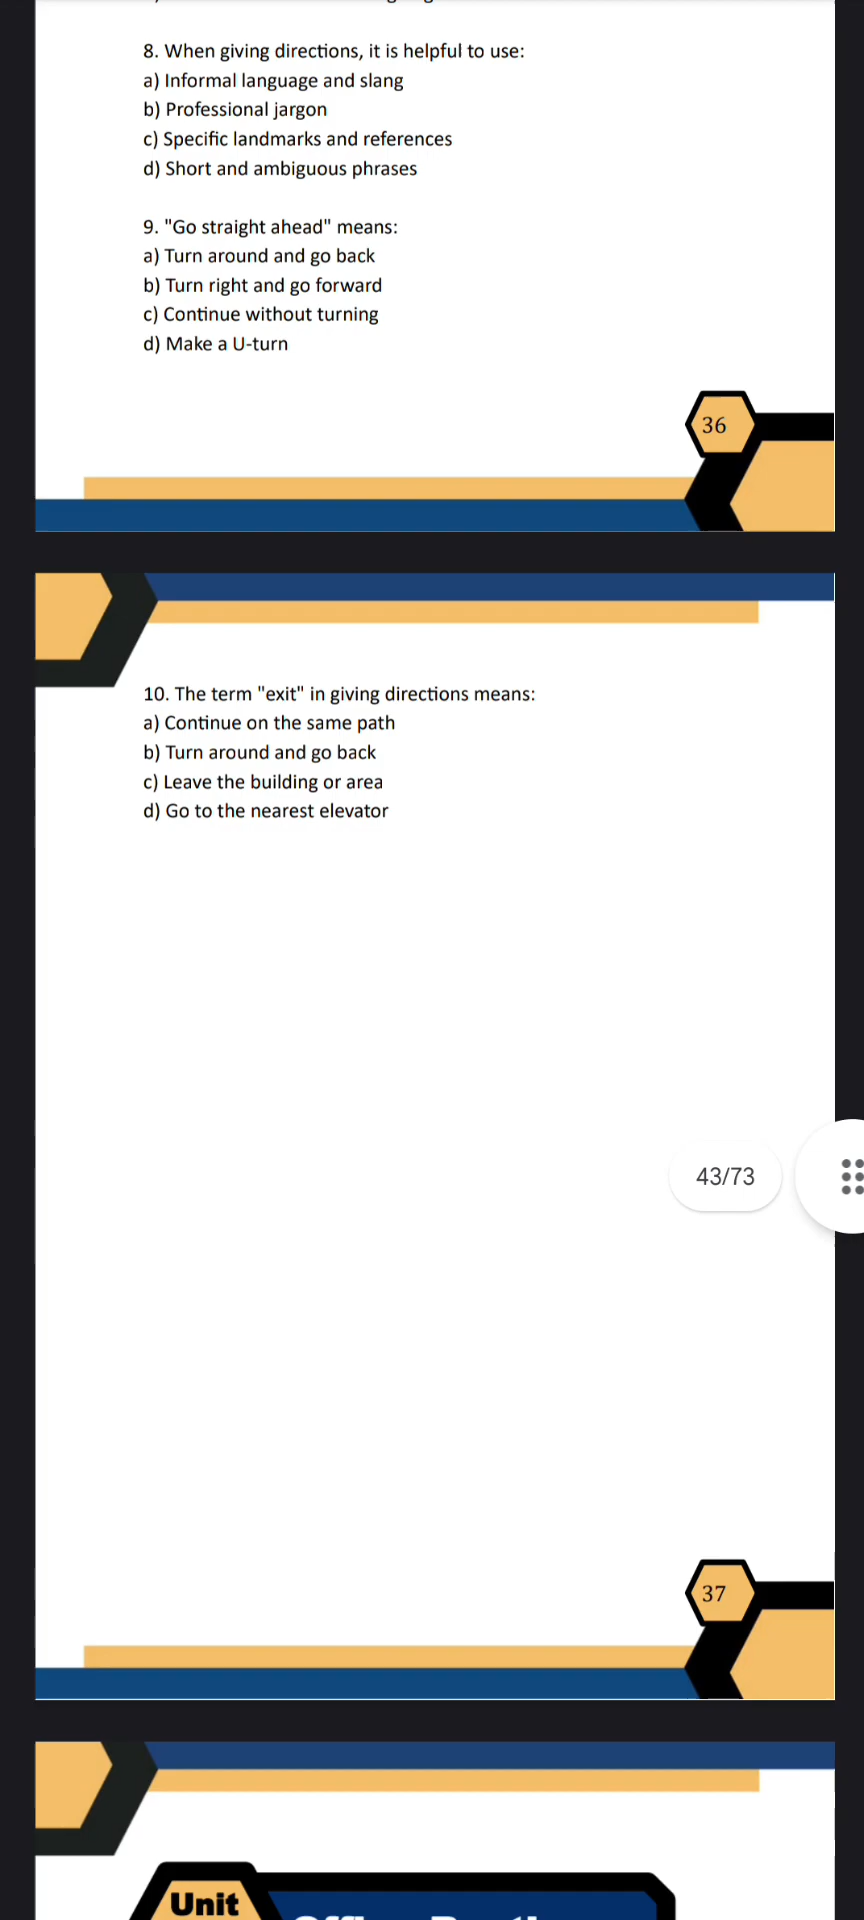 8. When giving directions, it is helpful to use:
a) Informal language and slang
b) Professional jargon
c) Specific landmarks and references
d) Short and ambiguous phrases
9. "Go straight ahead" means:
a) Turn around and go back
b) Turn right and go forward
c) Continue without turning
d) Make a U-turn
36
10. The term "exit" in giving directions means:
a) Continue on the same path
b) Turn around and go back
c) Leave the building or area
d) Go to the nearest elevator
43/73
37
Unit